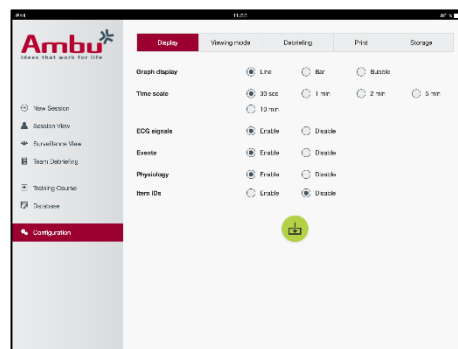 iPad 11:55
Ambu
Ideas that work for life
Display Viewing mode Debriefing Print Storage
Graph display Line Bar Bubble
Time scale 30 sec 1 min 2 min 5 min
10 min
New Session
Session View
Surveillance View
ECG signals Enable Disable
Team Debriefing
Events Enable Disable
Training Course
Physiology Enable Disable
Database
Item IDs Enable Disable
Configuration